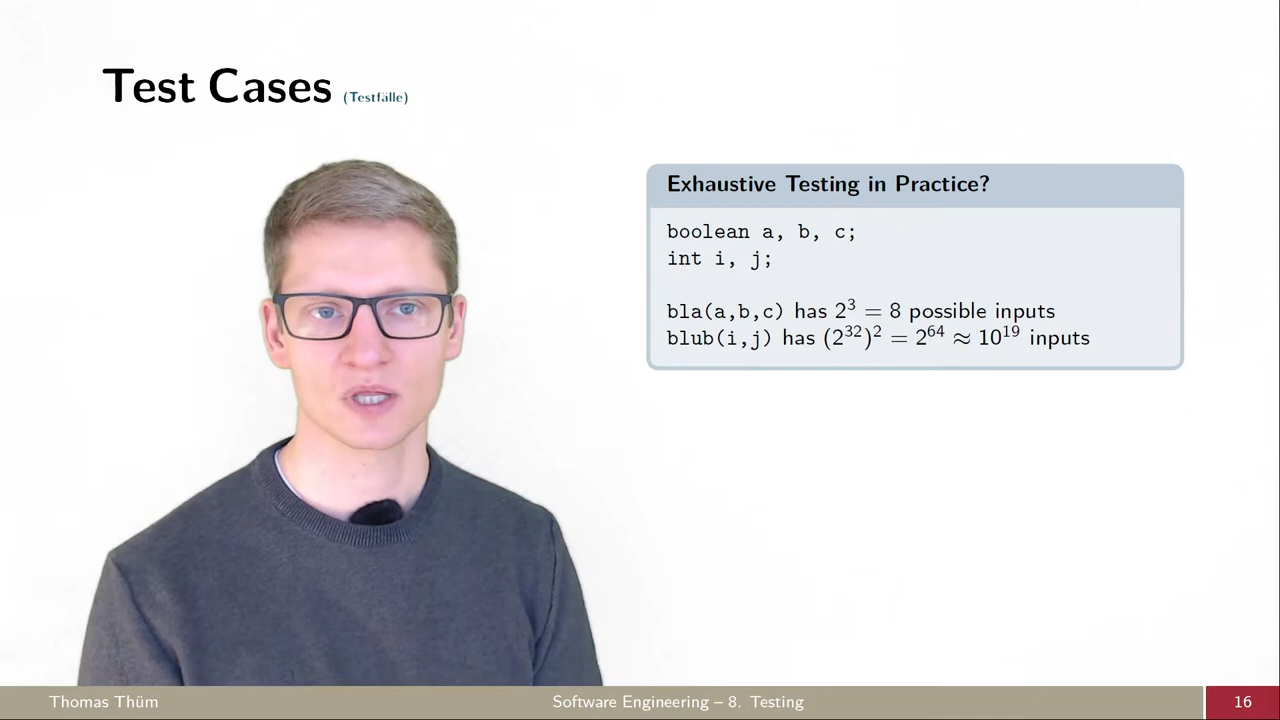 Test Cases (Testfälle)
Exhaustive Testing in Practice?
boolean a, b, c;
int i, j;
bla(a,b,c) has 2³ = 8 possible inputs
blub(i,j) has (2³²)² = 2⁶⁴ ≈ 10¹⁹ inputs
Thomas Thüm
Software Engineering – 8. Testing
16